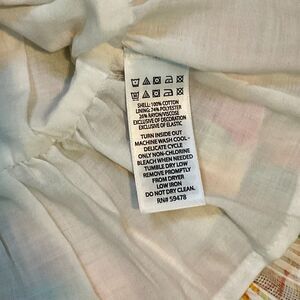 SHELL: 100% COTTON
LINING: 74% POLYESTER
26% RAYON/VISCOSE
EXCLUSIVE OF DECORATION
EXCLUSIVE OF ELASTIC
TURN INSIDE OUT
MACHINE WASH COOL -
DELICATE CYCLE
ONLY NON-CHLORINE
BLEACH WHEN NEEDED
TUMBLE DRY LOW
REMOVE PROMPTLY
FROM DRYER
LOW IRON
DO NOT DRY CLEAN.
RN# 59478